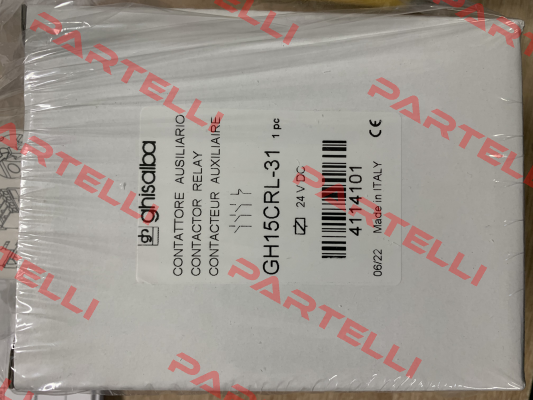 ghisalba
CONTATTORE AUSILIARIO
CONTACTOR RELAY
CONTACTEUR AUXILIAIRE
GH15CRL-31 1 pc
24 V DC
4114101
06/22 Made in ITALY CE
PARTELLI
PARTELLI
PARTELLI
PARTELLI
PARTELLI
PARTELLI